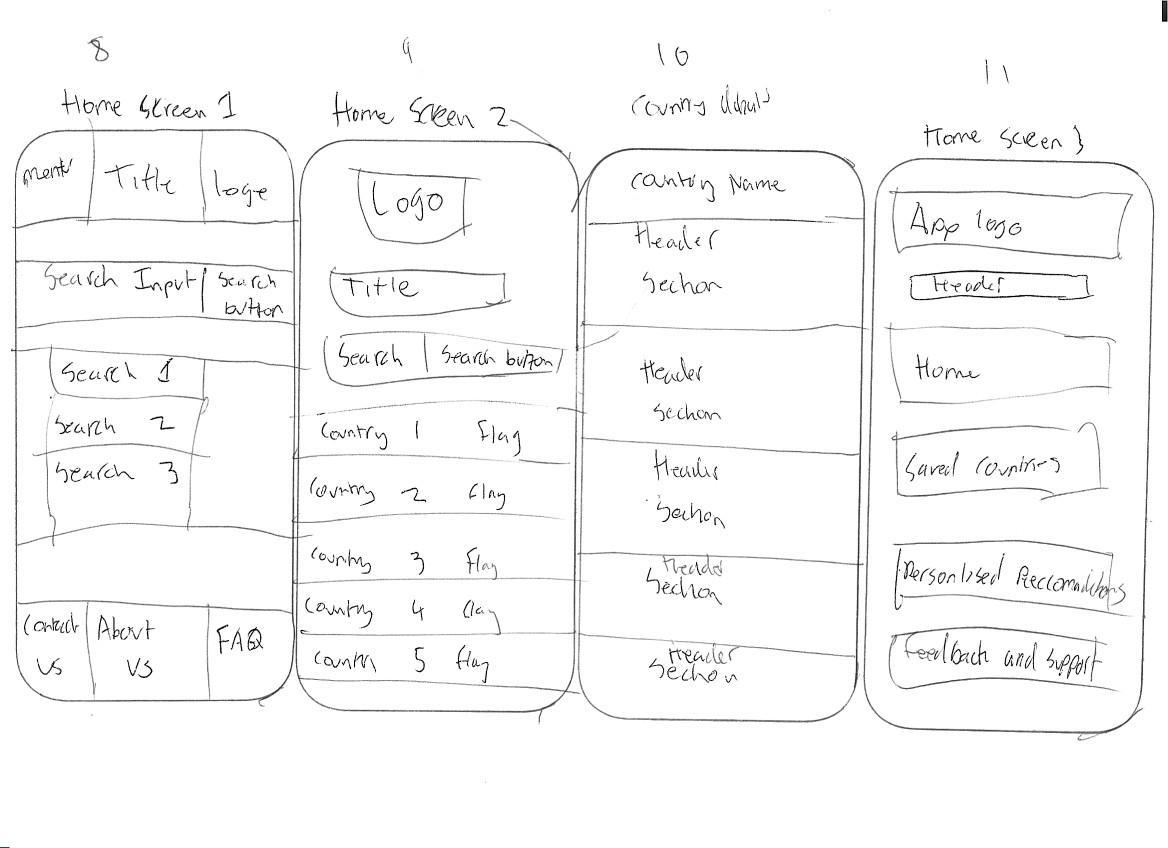 8
Home Screen 1
menu
Title
loge
Search Input
Search
button
Search 1
Search 2
Search 3
Contact
us
About
us
FAQ
9
Home Screen 2
Logo
Title
Search
Search button
Country 1 flag
Country 2 flag
Country 3 flag
Country 4 flag
Country 5 flag
10
Country details
Country Name
Header
Section
Header
Section
Header
Section
Header
Section
Header
Section
11
Home Screen 3
App logo
Header
Home
Saved Countries
Feedback and support